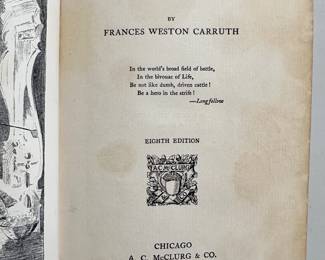 BY
FRANCES WESTON CARRUTH
In the world's broad field of battle,
In the bivouac of Life,
Be not like dumb, driven cattle!
Be a hero in the strife!
—Longfellow
EIGHTH EDITION
A.C. McCLURG
CHICAGO
A. C. McCLURG & CO.